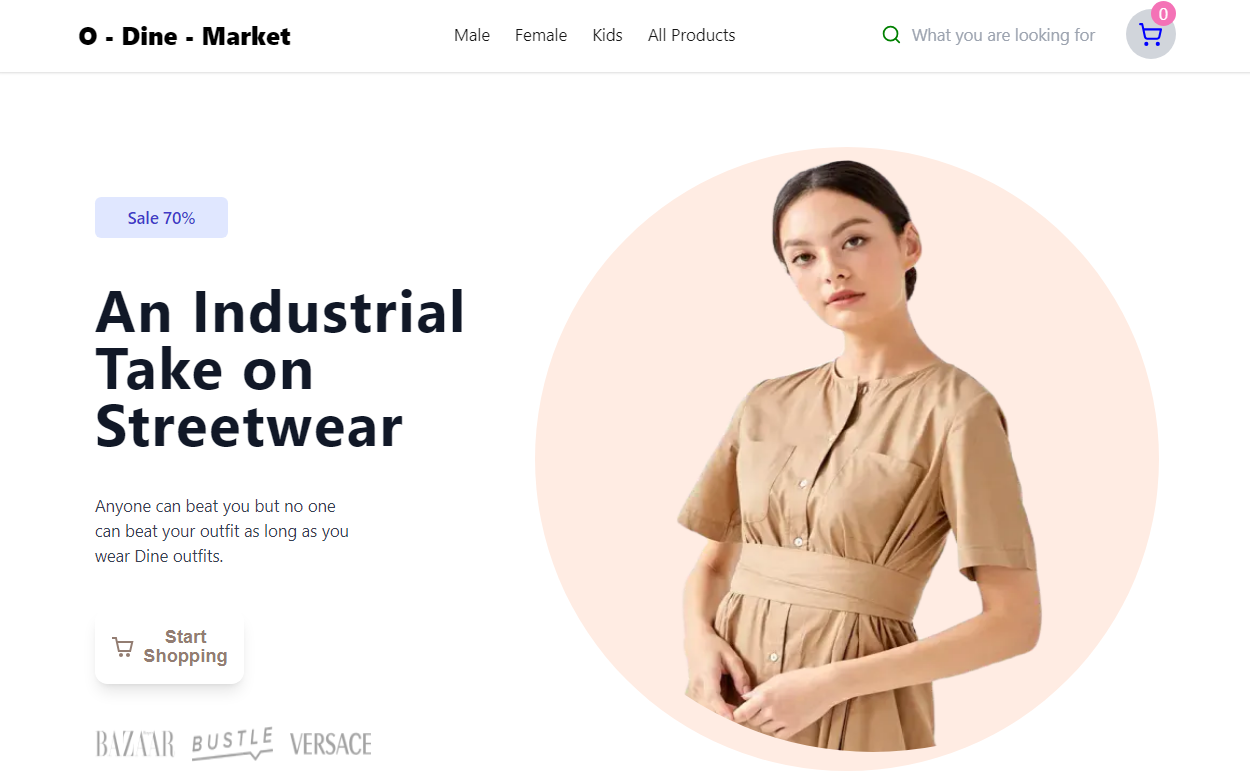 O - Dine - Market
Male Female Kids All Products
What you are looking for
0
Sale 70%
An Industrial
Take on
Streetwear
Anyone can beat you but no one
can beat your outfit as long as you
wear Dine outfits.
Start
Shopping
BAZAAR BUSTLE VERSACE